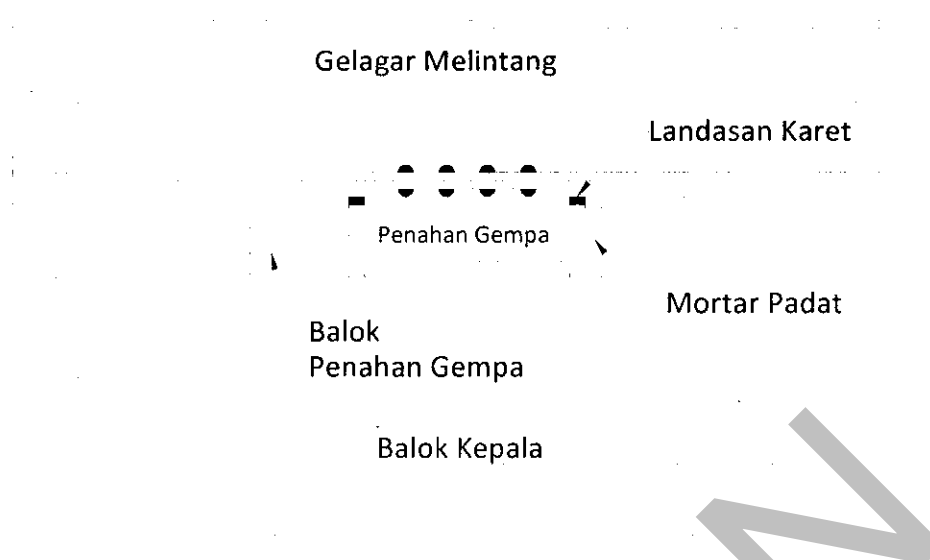 Gelagar Melintang
Landasan Karet
Penahan Gempa
Mortar Padat
Balok
Penahan Gempa
Balok Kepala